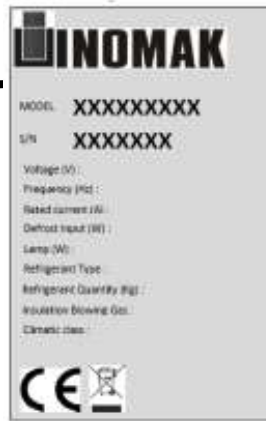 INOMAK
MODEL XXXXXXXXX
S/N XXXXXXX
Voltage (V) :
Frequency (Hz) :
Rated current (A) :
Defrost Input (W) :
Lamp (W) :
Refrigerant Type :
Refrigerant Quantity (Kg) :
Insulation Blowing Gas :
Climatic class :
CE